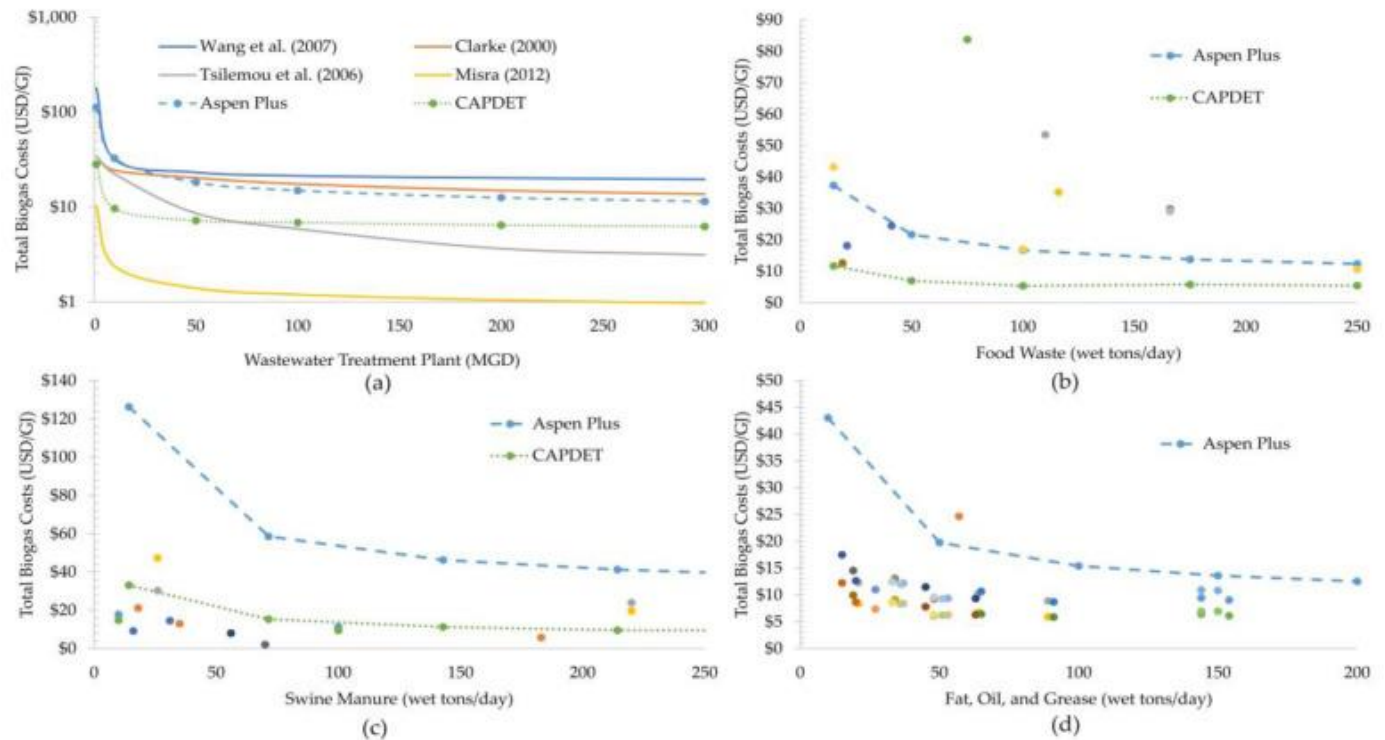 $1,000
$100
$10
$1
Total Biogas Costs (USD/GJ)
Wang et al. (2007)
Clarke (2000)
Tsilemou et al. (2006)
Misra (2012)
Aspen Plus
CAPDET
0 50 100 150 200 250 300
Wastewater Treatment Plant (MGD)
(a)
$90
$80
$70
$60
$50
$40
$30
$20
$10
$0
Total Biogas Costs (USD/GJ)
Aspen Plus
CAPDET
0 50 100 150 200 250
Food Waste (wet tons/day)
(b)
$140
$120
$100
$80
$60
$40
$20
$0
Total Biogas Costs (USD/GJ)
Aspen Plus
CAPDET
0 50 100 150 200 250
Swine Manure (wet tons/day)
(c)
$50
$45
$40
$35
$30
$25
$20
$15
$10
$5
$0
Total Biogas Costs (USD/GJ)
Aspen Plus
0 50 100 150 200
Fat, Oil, and Grease (wet tons/day)
(d)